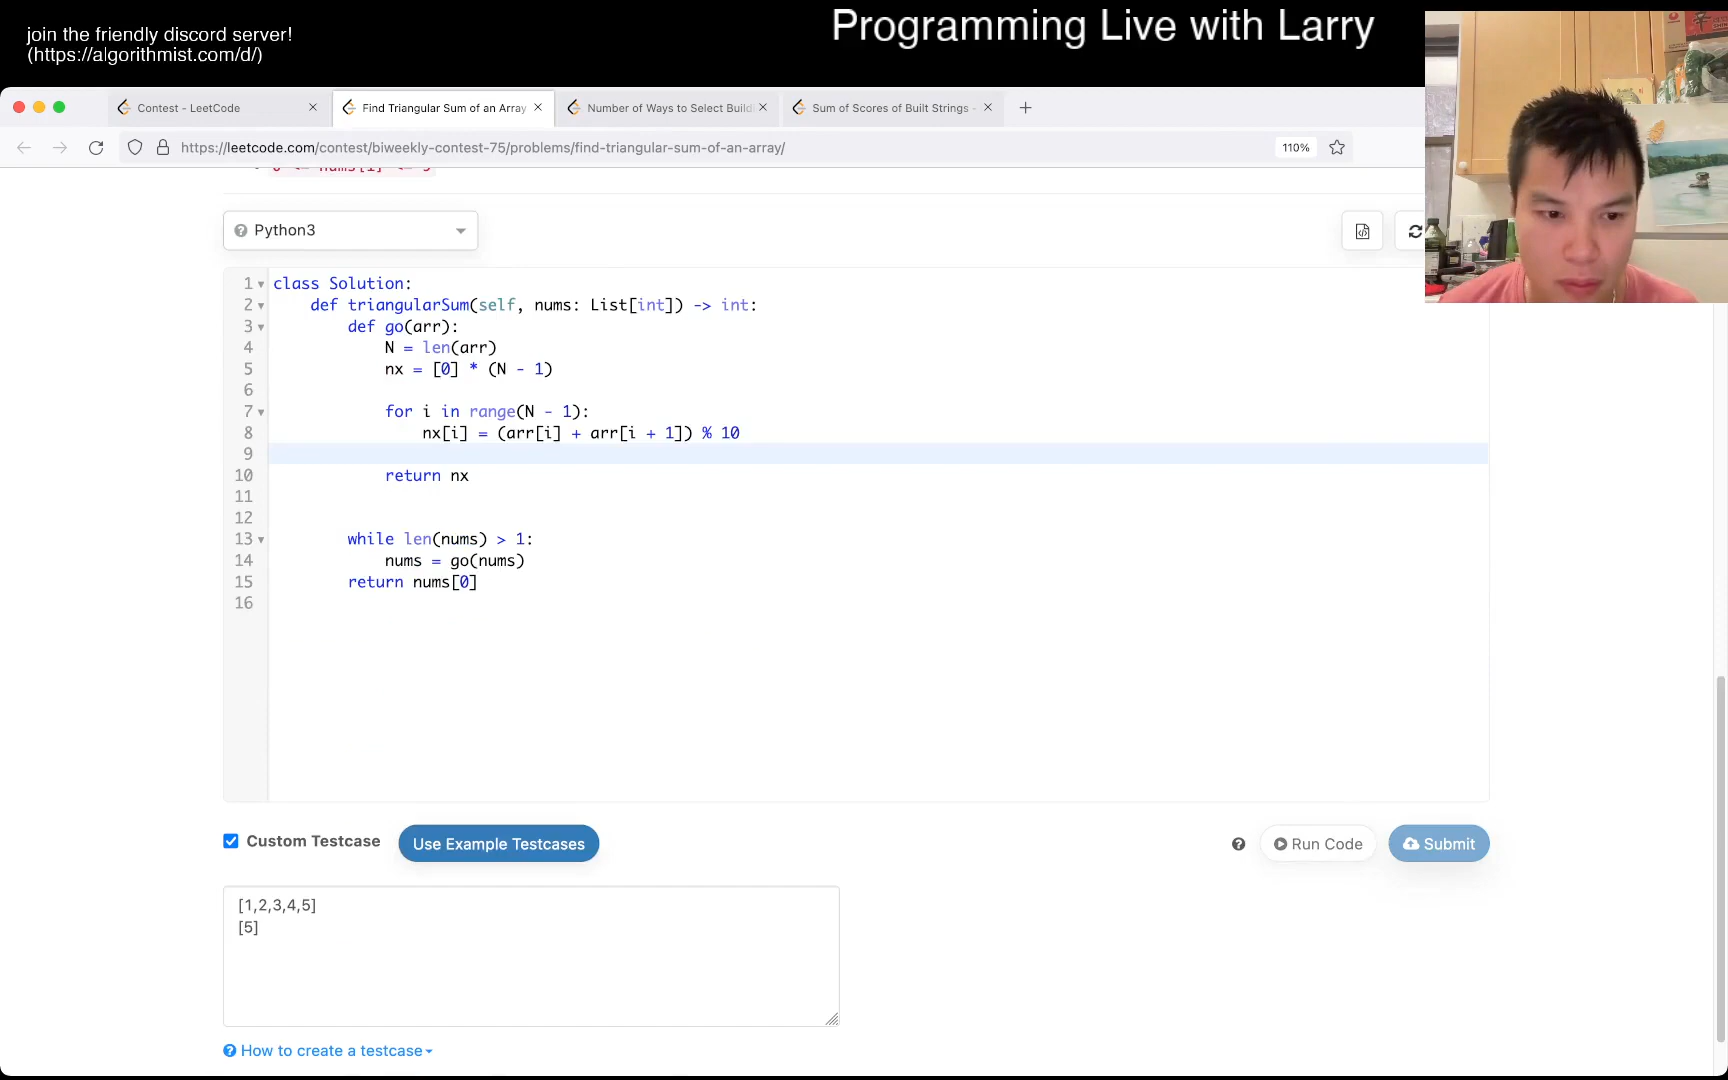 join the friendly discord server!
(https://algorithmist.com/d/)
Programming Live with Larry
Contest - LeetCode
Find Triangular Sum of an Array
Number of Ways to Select Build
Sum of Scores of Built Strings -
https://leetcode.com/contest/biweekly-contest-75/problems/find-triangular-sum-of-an-array/
110%
Python3
1 class Solution:
2 def triangularSum(self, nums: List[int]) -> int:
3 def go(arr):
4 N = len(arr)
5 nx = [0] * (N - 1)
6
7 for i in range(N - 1):
8 nx[i] = (arr[i] + arr[i + 1]) % 10
9
10 return nx
11
12
13 while len(nums) > 1:
14 nums = go(nums)
15 return nums[0]
16
Custom Testcase
Use Example Testcases
Run Code
Submit
[1,2,3,4,5]
[5]
How to create a testcase